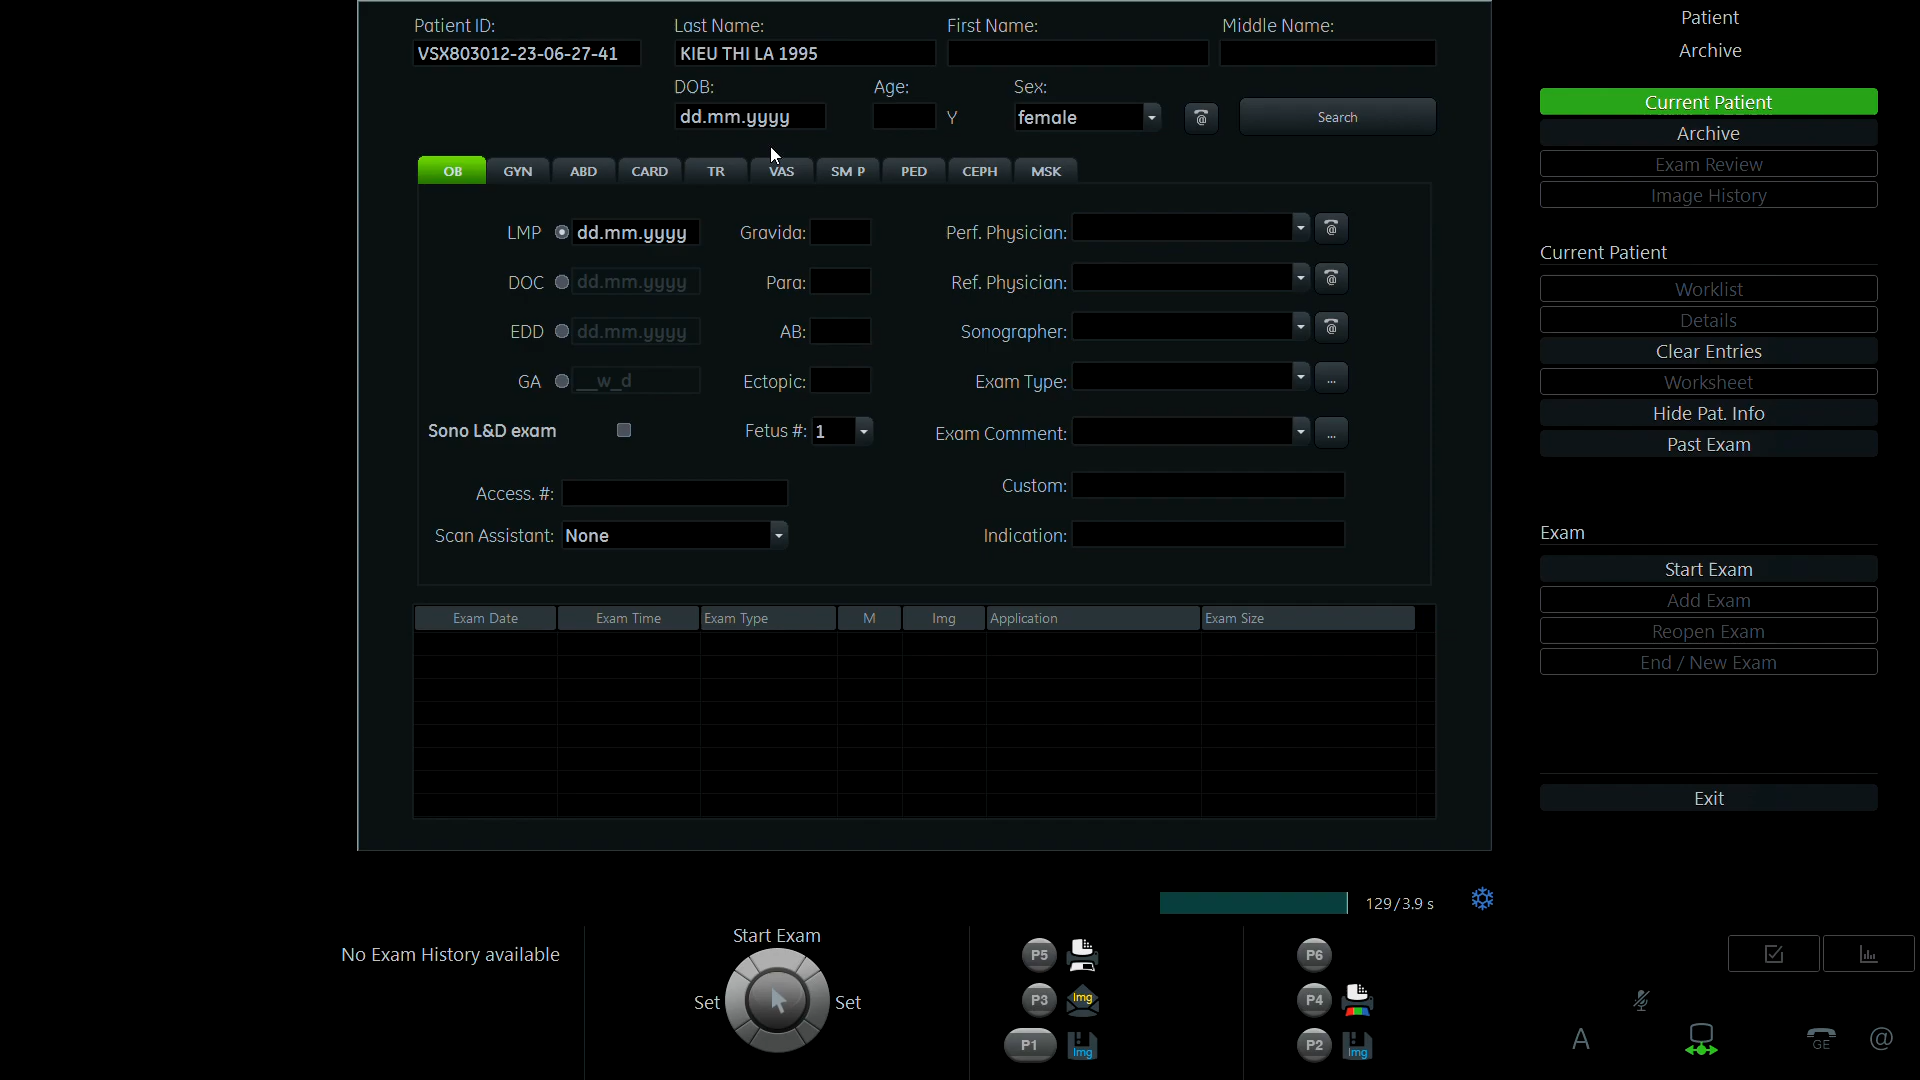 Patient ID: Last Name: First Name: Middle Name:
VSX803012-23-06-27-41 KIEU THI LA 1995
DOB: Age: Sex:
dd.mm.yyyy Y female @ Search
OB GYN ABD CARD TR VAS SM P PED CEPH MSK
LMP dd.mm.yyyy Gravida: Perf. Physician: @
DOC dd.mm.yyyy Para: Ref. Physician: @
EDD dd.mm.yyyy AB: Sonographer: @
GA __w_d Ectopic: Exam Type: ...
Sono L&D exam Fetus #: 1 Exam Comment: ...
Access. #: Custom:
Scan Assistant: None Indication:
Exam Date Exam Time Exam Type M Img Application Exam Size
129/3.9 s
No Exam History available
Start Exam
Set Set
P5
P3 Img
P1 Img
P6
P4
P2 Img
Patient
Archive
Current Patient
Archive
Exam Review
Image History
Current Patient
Worklist
Details
Clear Entries
Worksheet
Hide Pat. Info
Past Exam
Exam
Start Exam
Add Exam
Reopen Exam
End / New Exam
Exit
A GE @